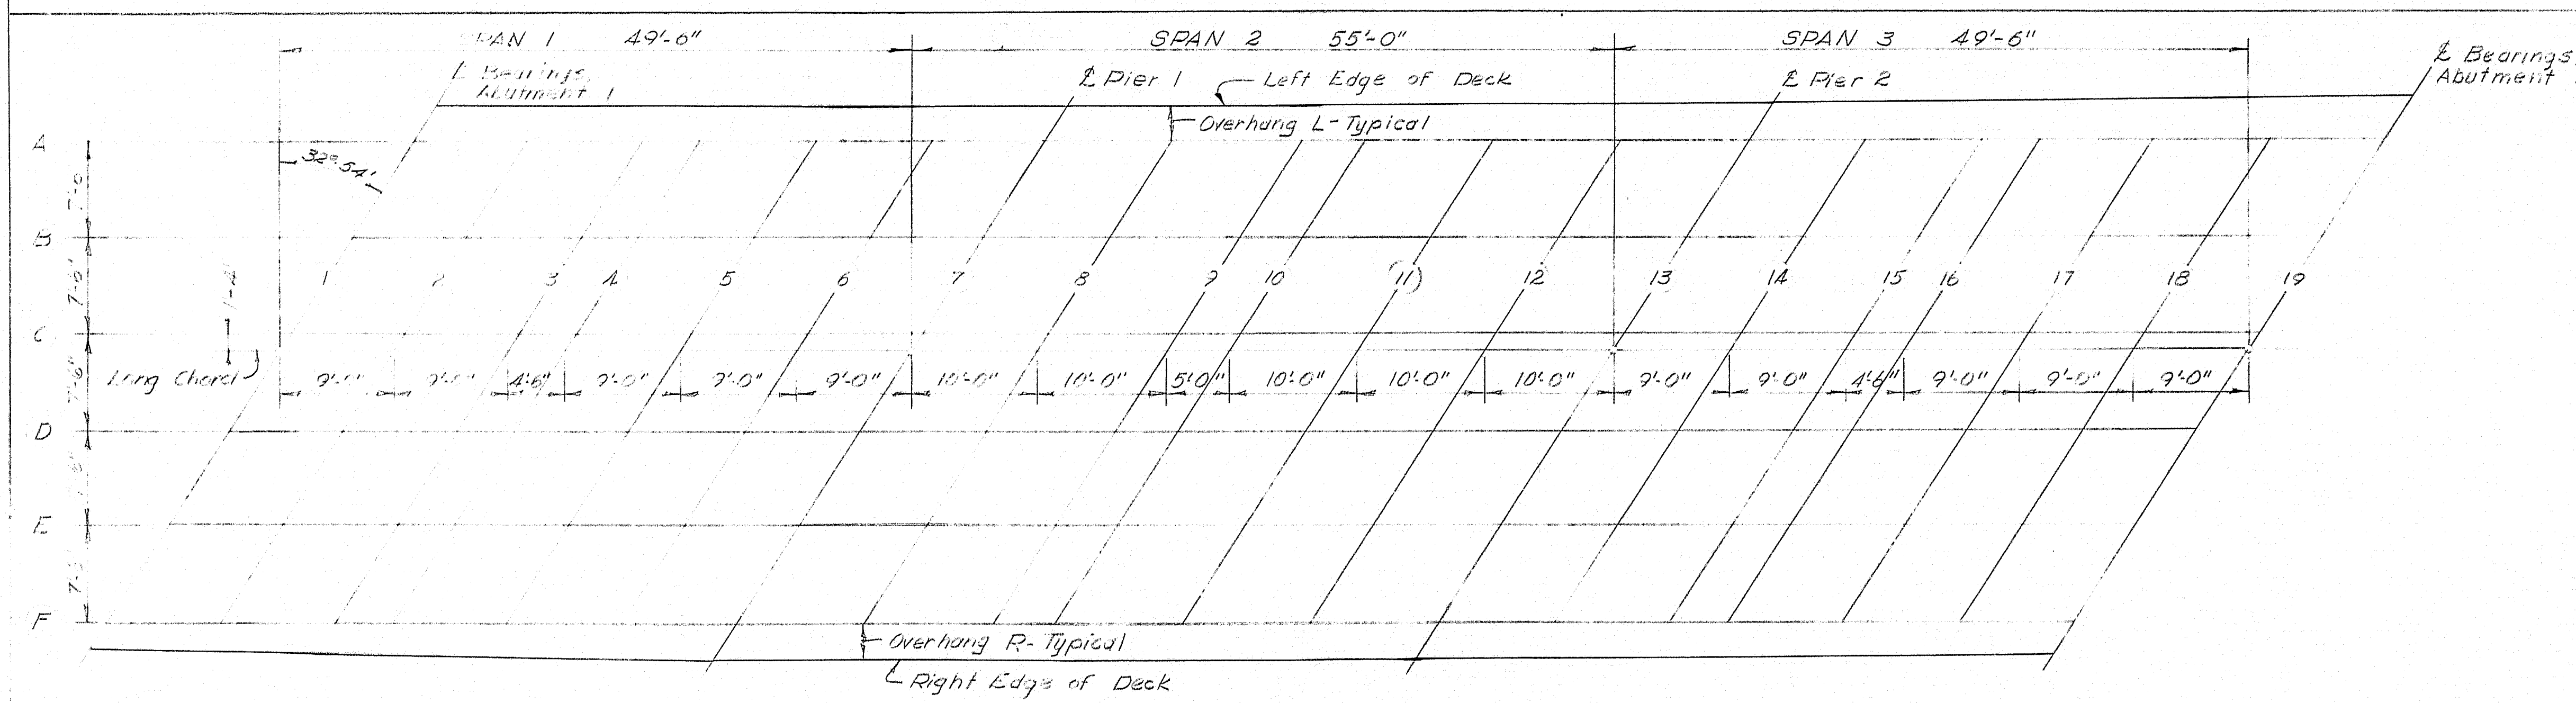 SPAN 1 49'-6"
SPAN 2 55'-0"
SPAN 3 49'-6"
℄ Bearings,
Abutment 1
℄ Pier 1
Left Edge of Deck
℄ Pier 2
℄ Bearings
Abutment
Overhang L-Typical
A
32° 54'
B
7'-6"
1 2 3 4 5 6 7 8 9 10 11 12 13 14 15 16 17 18 19
C
Long Chord
7'-6"
9'-0" 9'-0" 4'-6" 9'-0" 9'-0" 9'-0" 10'-0" 10'-0" 5'-0" 10'-0" 10'-0" 10'-0" 9'-0" 9'-0" 4'-6" 9'-0" 9'-0" 9'-0"
D
E
F
Overhang R-Typical
Right Edge of Deck